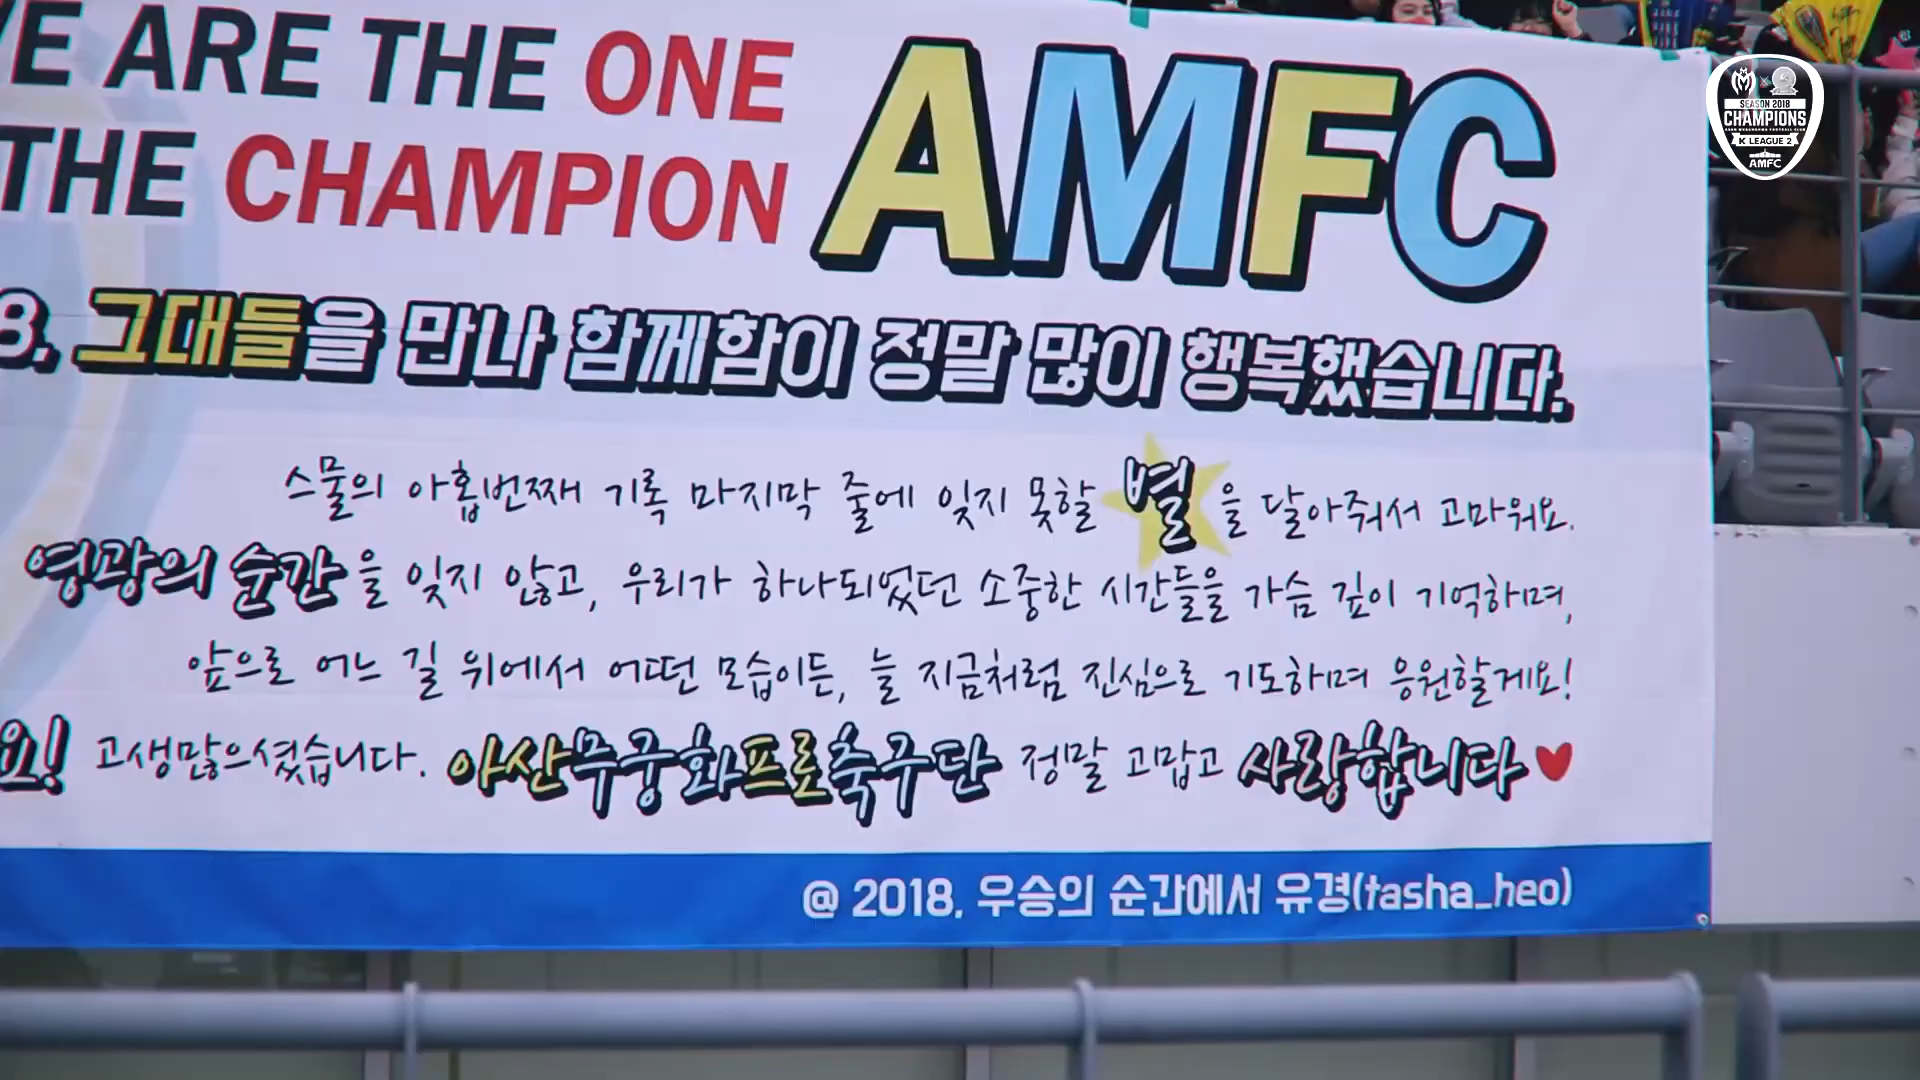 E ARE THE ONE
THE CHAMPION
AMFC
8. 그대들을 만나 함께함이 정말 많이 행복했습니다.
스물의 아홉번째 기록 마지막 줄에 잊지 못할 별을 달아줘서 고마워요.
영광의 순간을 잊지 않고, 우리가 하나되었던 소중한 시간들을 가슴 깊이 기억하며,
앞으로 어느 길 위에서 어떤 모습이든, 늘 지금처럼 진심으로 기도하며 응원할게요!
요! 고생많으셨습니다. 아산무궁화프로축구단 정말 고맙고 사랑합니다
@ 2018. 우승의 순간에서 유경(tasha_heo)
SEASON 2018
CHAMPIONS
ASAN MUGUNGHWA FOOTBALL CLUB
K LEAGUE 2
AMFC